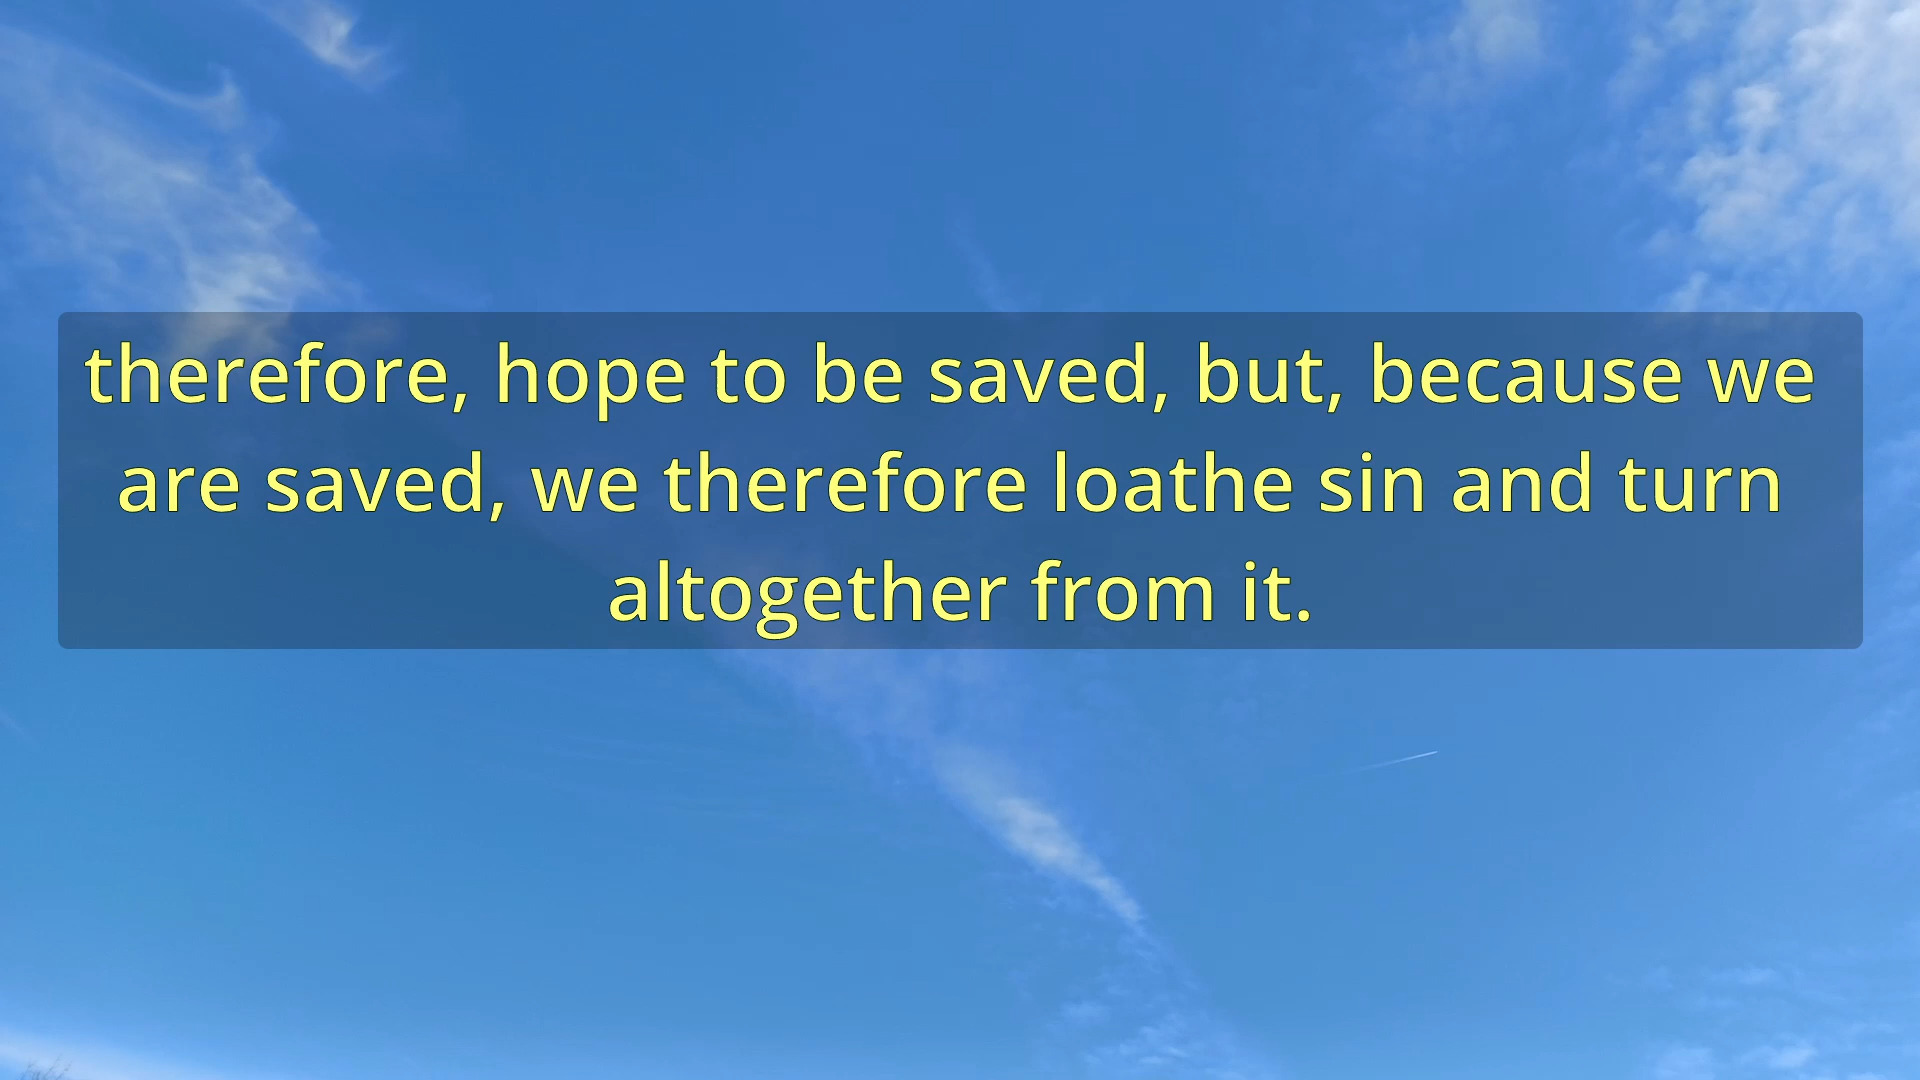 therefore, hope to be saved, but, because we
are saved, we therefore loathe sin and turn
altogether from it.